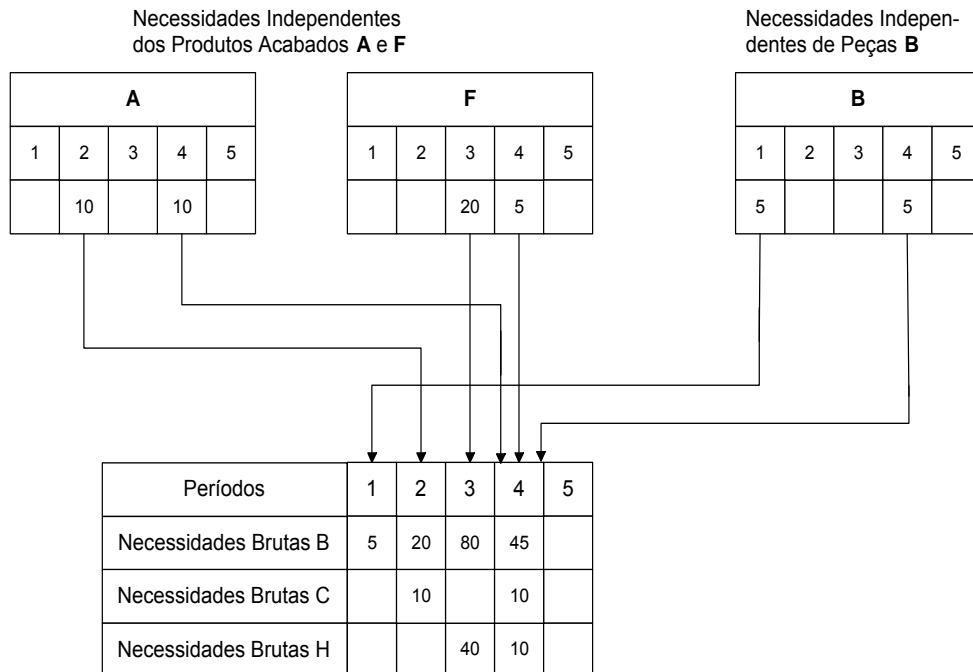 Necessidades Independentes
dos Produtos Acabados A e F
Necessidades Indepen-
dentes de Peças B
A
1 2 3 4 5
10 10
F
1 2 3 4 5
20 5
B
1 2 3 4 5
5 5
Períodos 1 2 3 4 5
Necessidades Brutas B 5 20 80 45
Necessidades Brutas C 10 10
Necessidades Brutas H 40 10